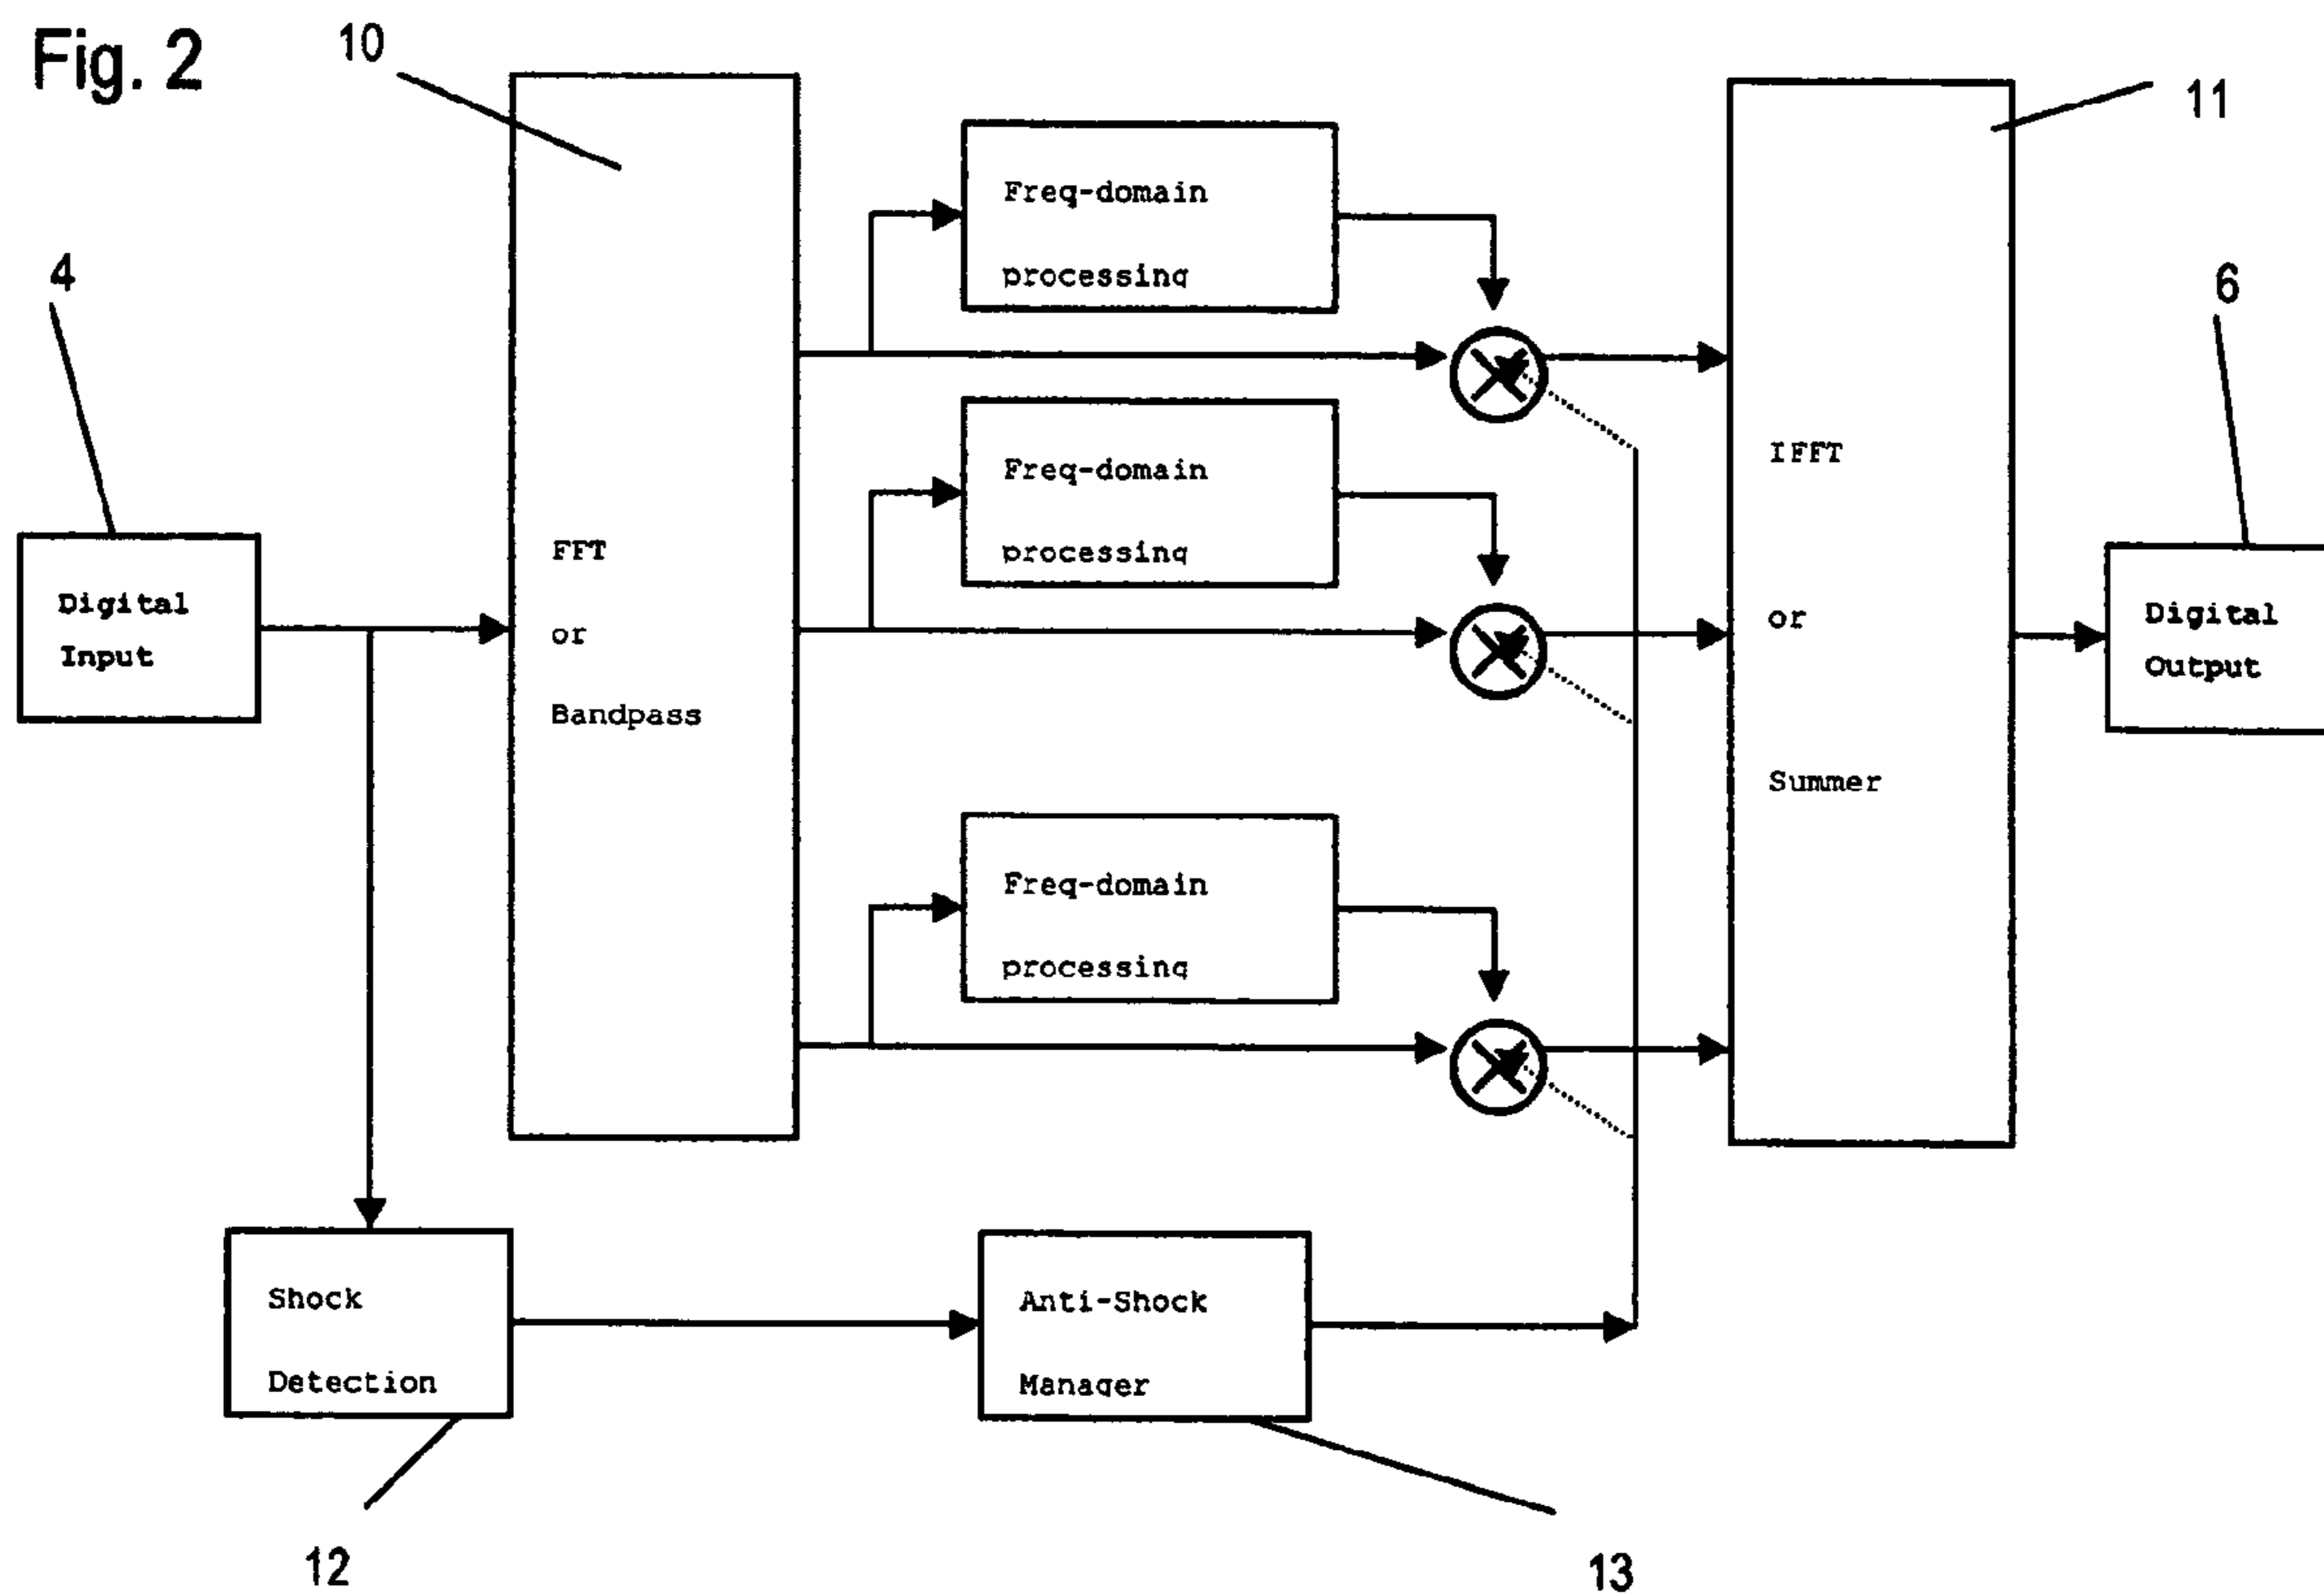 Fig. 2
10
11
4
6
Freq-domain
processing
Freq-domain
processing
Freq-domain
processing
Digital
Input
FFT
or
Bandpass
IFFT
or
Summer
Digital
Output
Shock
Detection
Anti-Shock
Manager
12
13